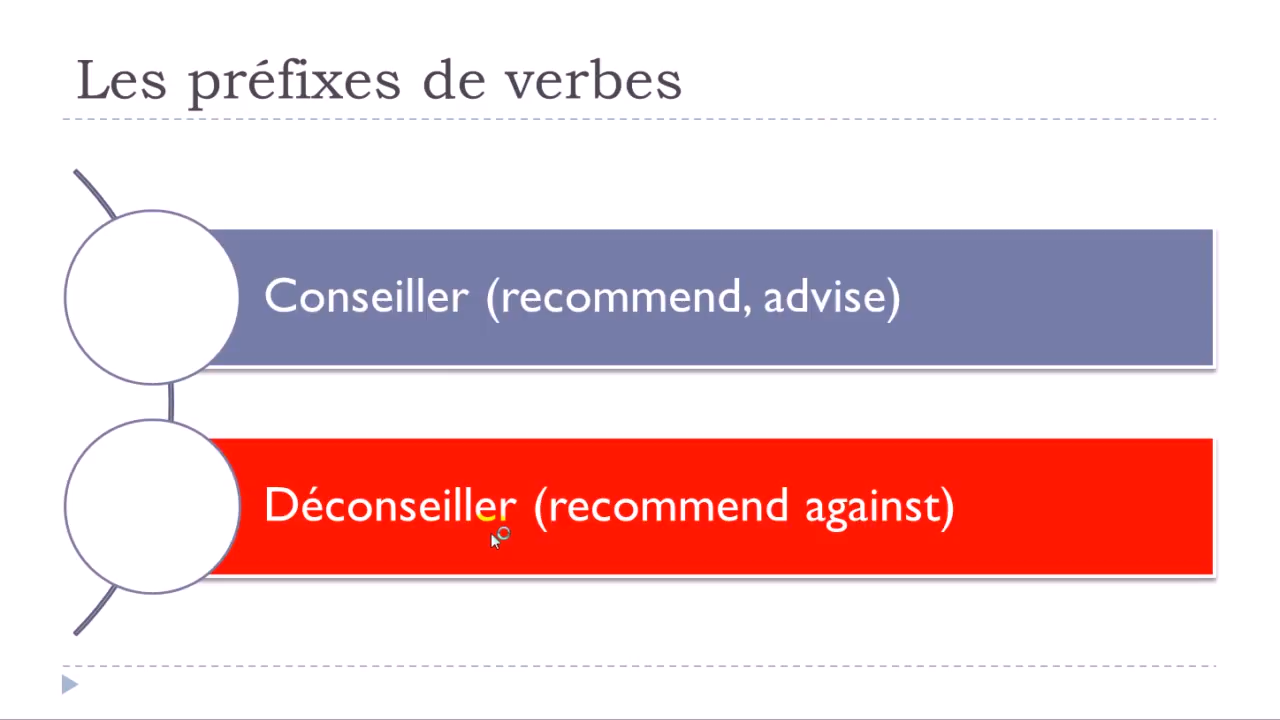 Les préfixes de verbes
Conseiller (recommend, advise)
Déconseiller (recommend against)